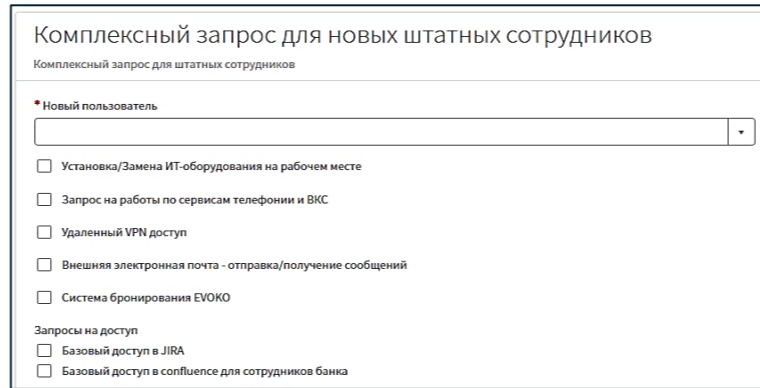 Комплексный запрос для новых штатных сотрудников
Комплексный запрос для штатных сотрудников
* Новый пользователь
Установка/Замена ИТ-оборудования на рабочем месте
Запрос на работы по сервисам телефонии и ВКС
Удаленный VPN доступ
Внешняя электронная почта - отправка/получение сообщений
Система бронирования EVOKO
Запросы на доступ
Базовый доступ в JIRA
Базовый доступ в confluence для сотрудников банка